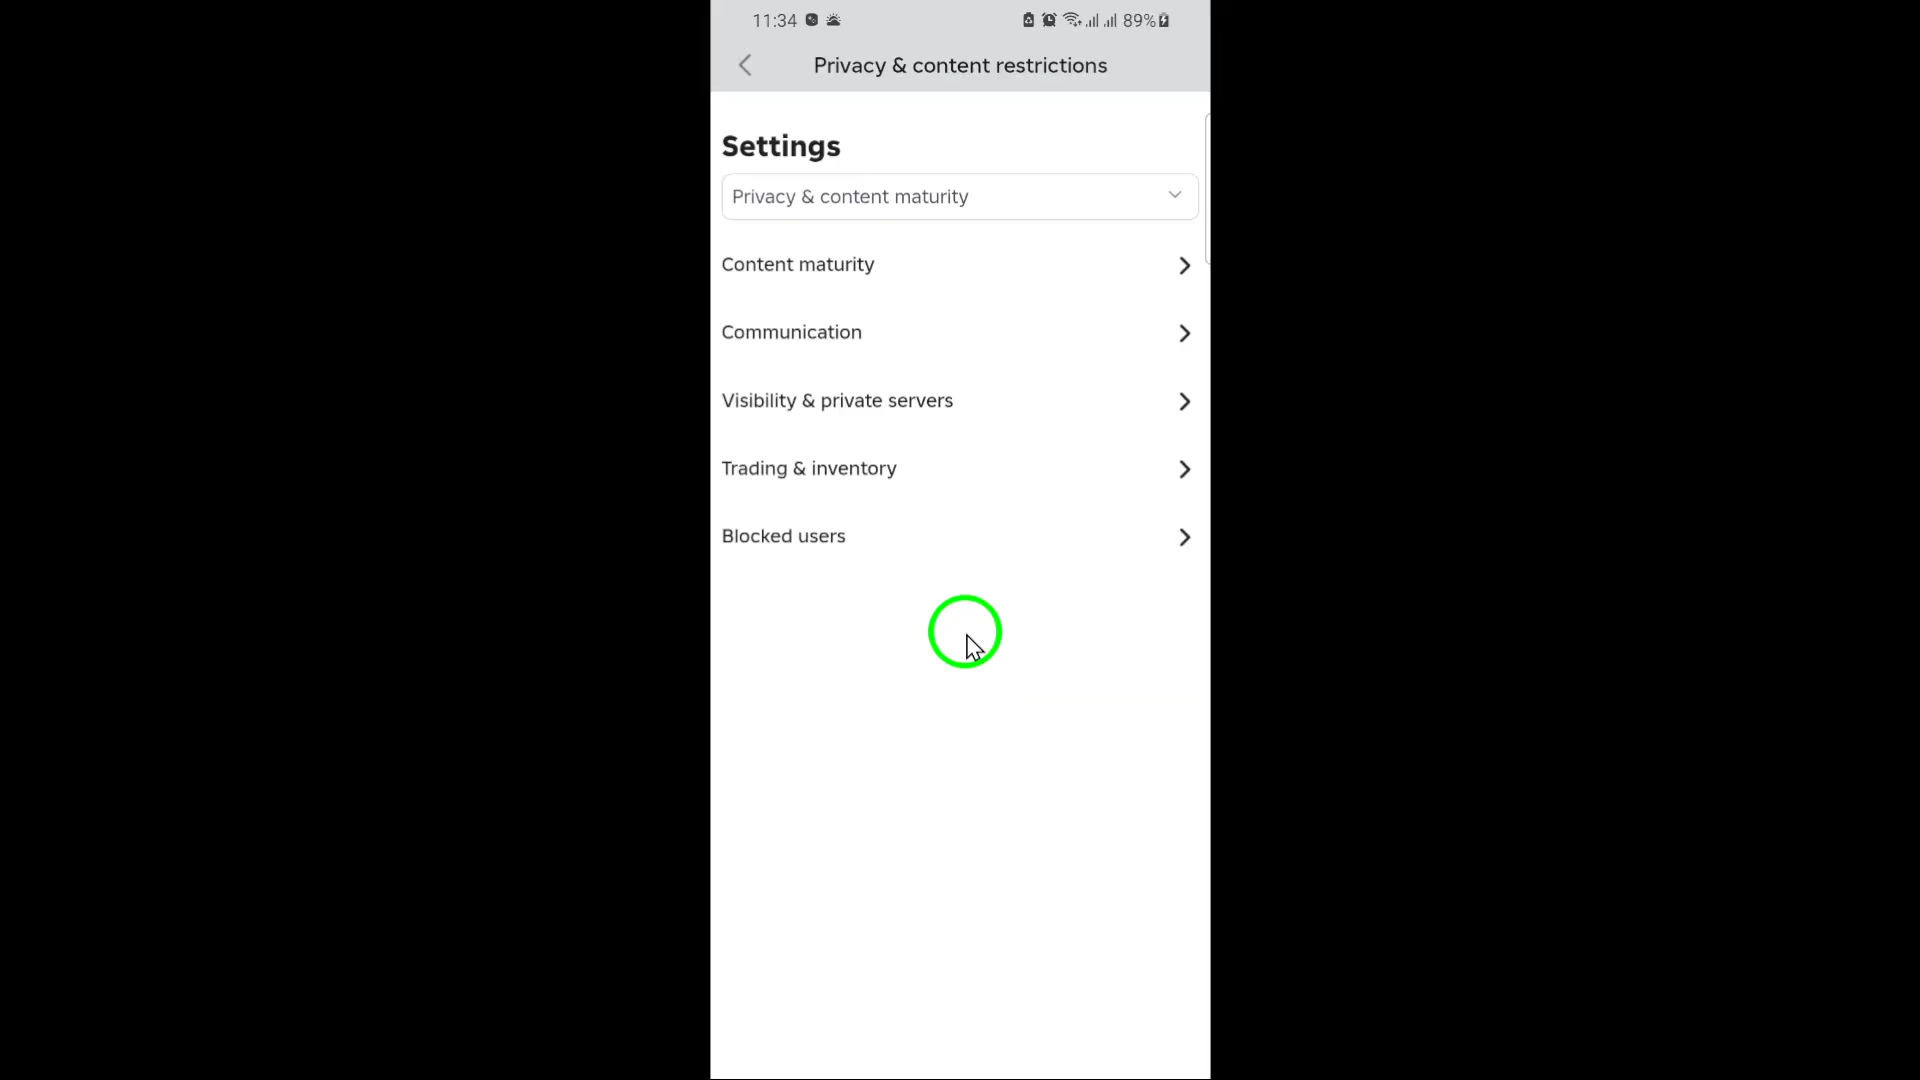 11:34 89%
Privacy & content restrictions
Settings
Privacy & content maturity
Content maturity
Communication
Visibility & private servers
Trading & inventory
Blocked users